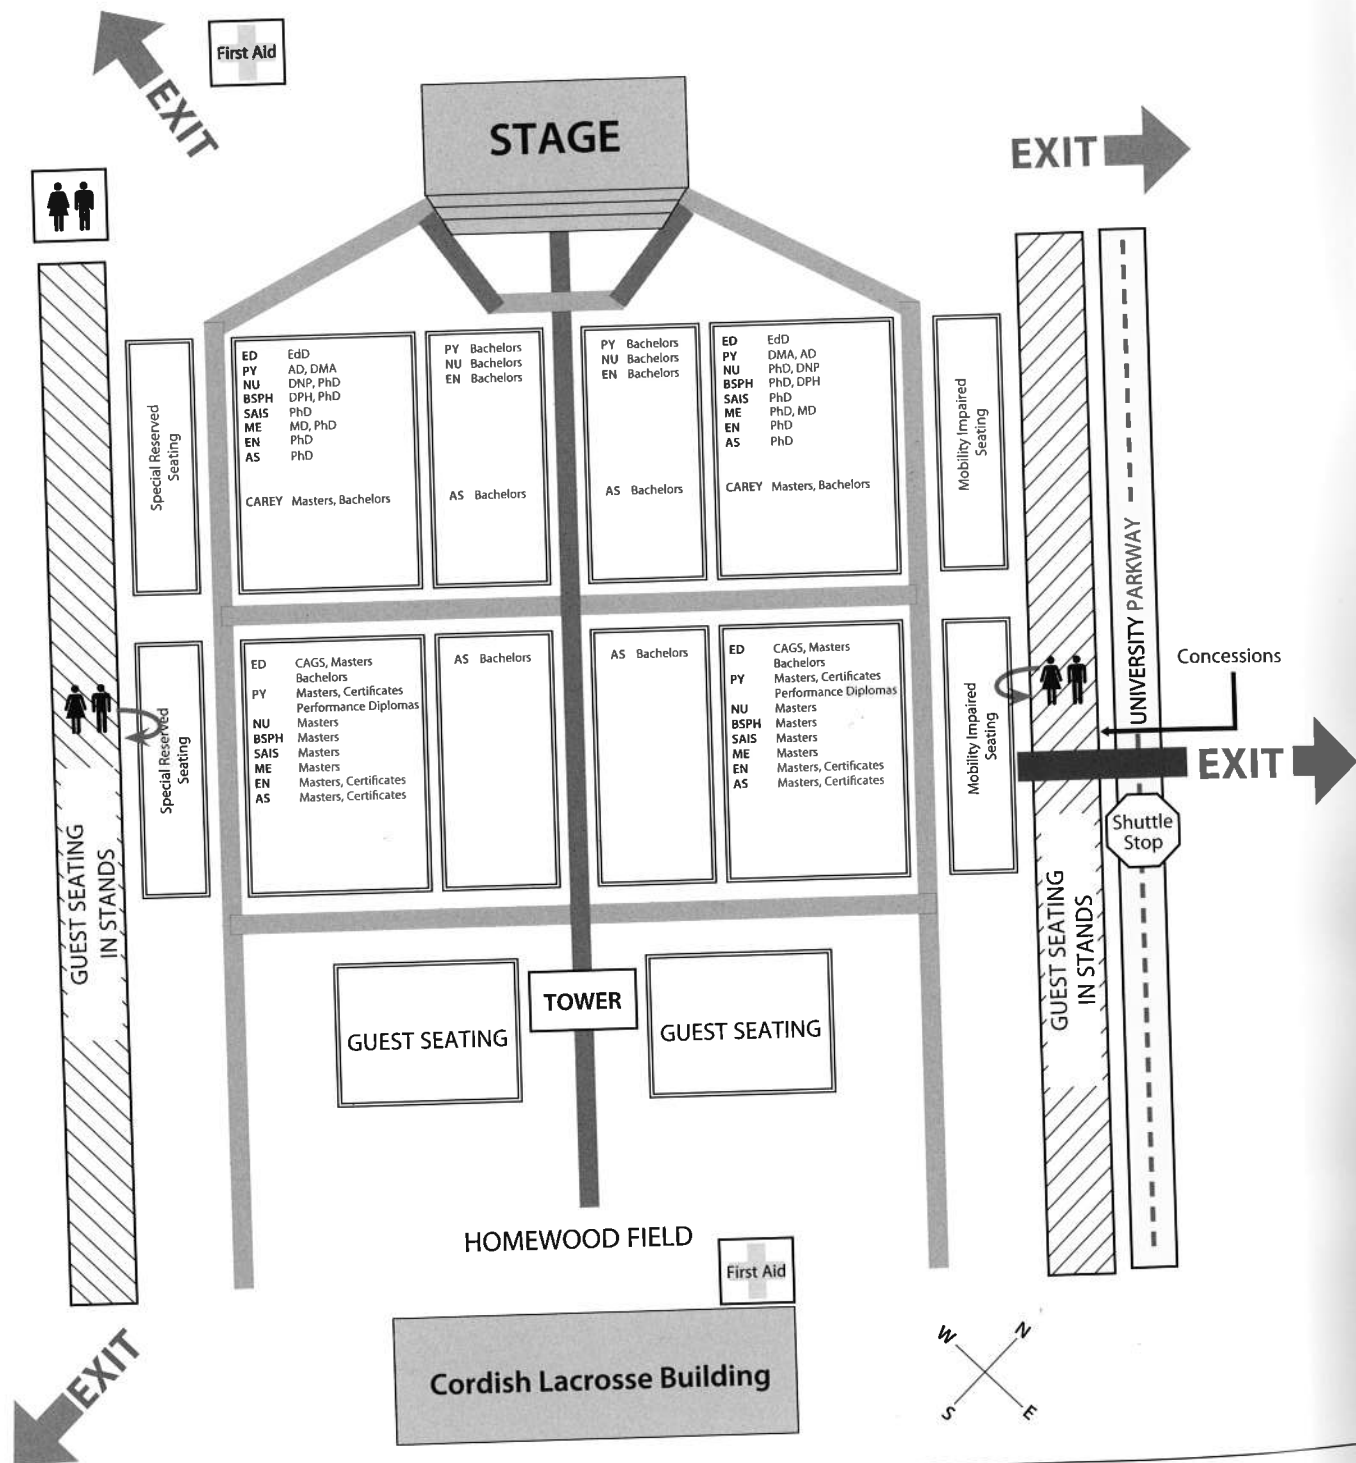 First Aid
EXIT
STAGE
EXIT
ED EdD
PY AD, DMA
NU DNP, PhD
BSPH DPH, PhD
SAIS PhD
ME MD, PhD
EN PhD
AS PhD
CAREY Masters, Bachelors
PY Bachelors
NU Bachelors
EN Bachelors
AS Bachelors
PY Bachelors
NU Bachelors
EN Bachelors
AS Bachelors
ED EdD
PY DMA, AD
NU PhD, DNP
BSPH PhD, DPH
SAIS PhD
ME PhD, MD
EN PhD
AS PhD
CAREY Masters, Bachelors
Special Reserved
Seating
Mobility Impaired
Seating
UNIVERSITY PARKWAY
Special Reserved
Seating
ED CAGS, Masters
Bachelors
PY Masters, Certificates
Performance Diplomas
NU Masters
BSPH Masters
SAIS Masters
ME Masters
EN Masters, Certificates
AS Masters, Certificates
AS Bachelors
AS Bachelors
ED CAGS, Masters
Bachelors
PY Masters, Certificates
Performance Diplomas
NU Masters
BSPH Masters
SAIS Masters
ME Masters
EN Masters, Certificates
AS Masters, Certificates
Mobility Impaired
Seating
Concessions
EXIT
Shuttle
Stop
GUEST SEATING
IN STANDS
GUEST SEATING
IN STANDS
GUEST SEATING
TOWER
GUEST SEATING
HOMEWOOD FIELD
First Aid
Cordish Lacrosse Building
EXIT
W
N
S
E